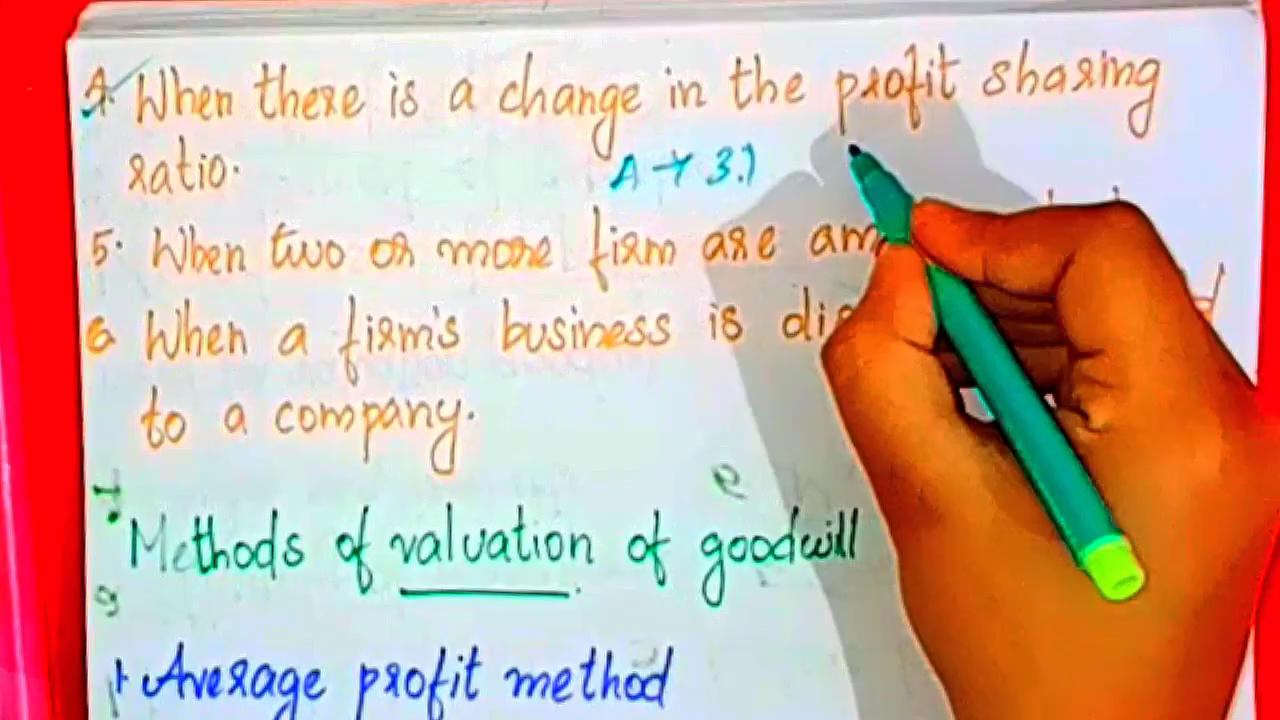 4. When there is a change in the profit sharing
ratio.
A → 3:1
5. When two or more firm are am
6 When a firm's business is dis
to a company.
Methods of valuation of goodwill
1 Average profit method